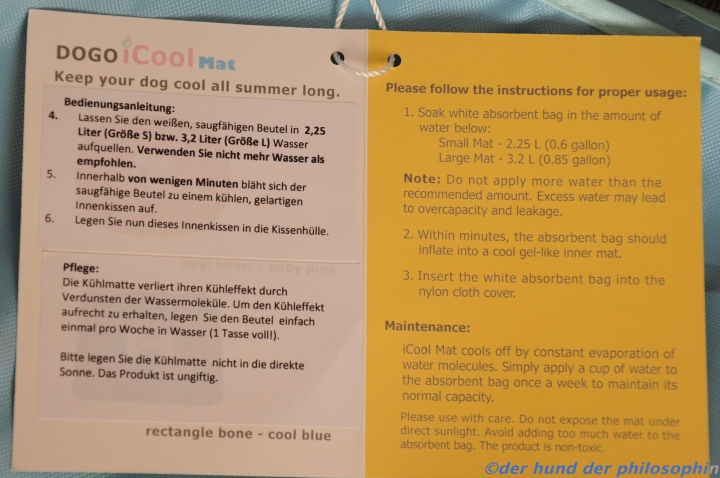 DOGO iCool Mat
Keep your dog cool all summer long.
Bedienungsanleitung:
4. Lassen Sie den weißen, saugfähigen Beutel in 2,25
Liter (Größe S) bzw. 3,2 Liter (Größe L) Wasser
aufquellen. Verwenden Sie nicht mehr Wasser als
empfohlen.
5. Innerhalb von wenigen Minuten bläht sich der
saugfähige Beutel zu einem kühlen, gelartigen
Innenkissen auf.
6. Legen Sie nun dieses Innenkissen in die Kissenhülle.
oval heart - baby pink
Pflege:
Die Kühlmatte verliert ihren Kühleffekt durch
Verdunsten der Wassermoleküle. Um den Kühleffekt
aufrecht zu erhalten, legen Sie den Beutel einfach
einmal pro Woche in Wasser (1 Tasse voll!).
Bitte legen Sie die Kühlmatte nicht in die direkte
Sonne. Das Produkt ist ungiftig.
rectangle bone - cool blue
Please follow the instructions for proper usage:
1. Soak white absorbent bag in the amount of
water below:
Small Mat - 2.25 L (0.6 gallon)
Large Mat - 3.2 L (0.85 gallon)
Note: Do not apply more water than the
recommended amount. Excess water may lead
to overcapacity and leakage.
2. Within minutes, the absorbent bag should
inflate into a cool gel-like inner mat.
3. Insert the white absorbent bag into the
nylon cloth cover.
Maintenance:
iCool Mat cools off by constant evaporation of
water molecules. Simply apply a cup of water to
the absorbent bag once a week to maintain its
normal capacity.
Please use with care. Do not expose the mat under
direct sunlight. Avoid adding too much water to the
absorbent bag. The product is non-toxic.
©der hund der philosophin